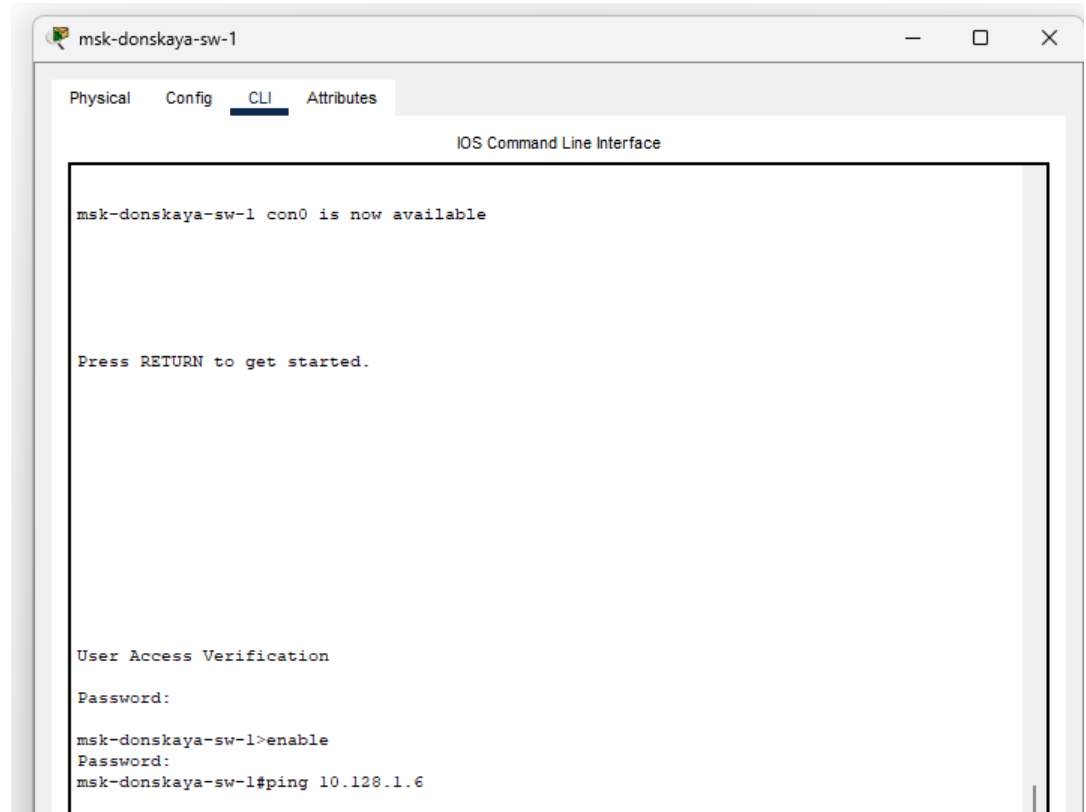 msk-donskaya-sw-1
Physical Config CLI Attributes
IOS Command Line Interface
msk-donskaya-sw-1 con0 is now available
Press RETURN to get started.
User Access Verification
Password:
msk-donskaya-sw-1>enable
Password:
msk-donskaya-sw-1#ping 10.128.1.6